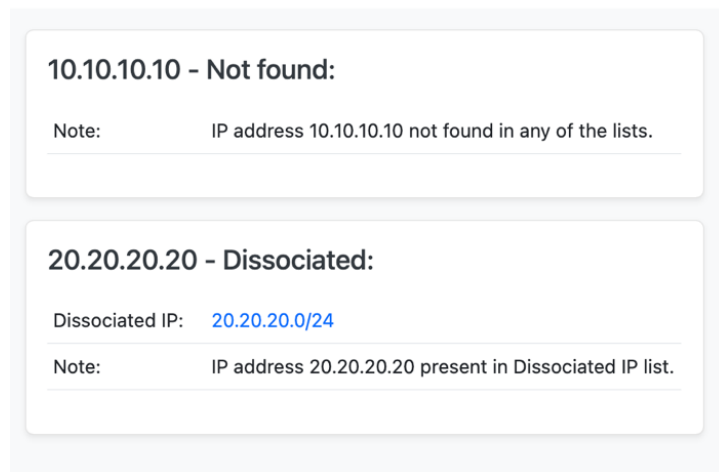 10.10.10.10 - Not found:
Note: IP address 10.10.10.10 not found in any of the lists.
20.20.20.20 - Dissociated:
Dissociated IP: 20.20.20.0/24
Note: IP address 20.20.20.20 present in Dissociated IP list.